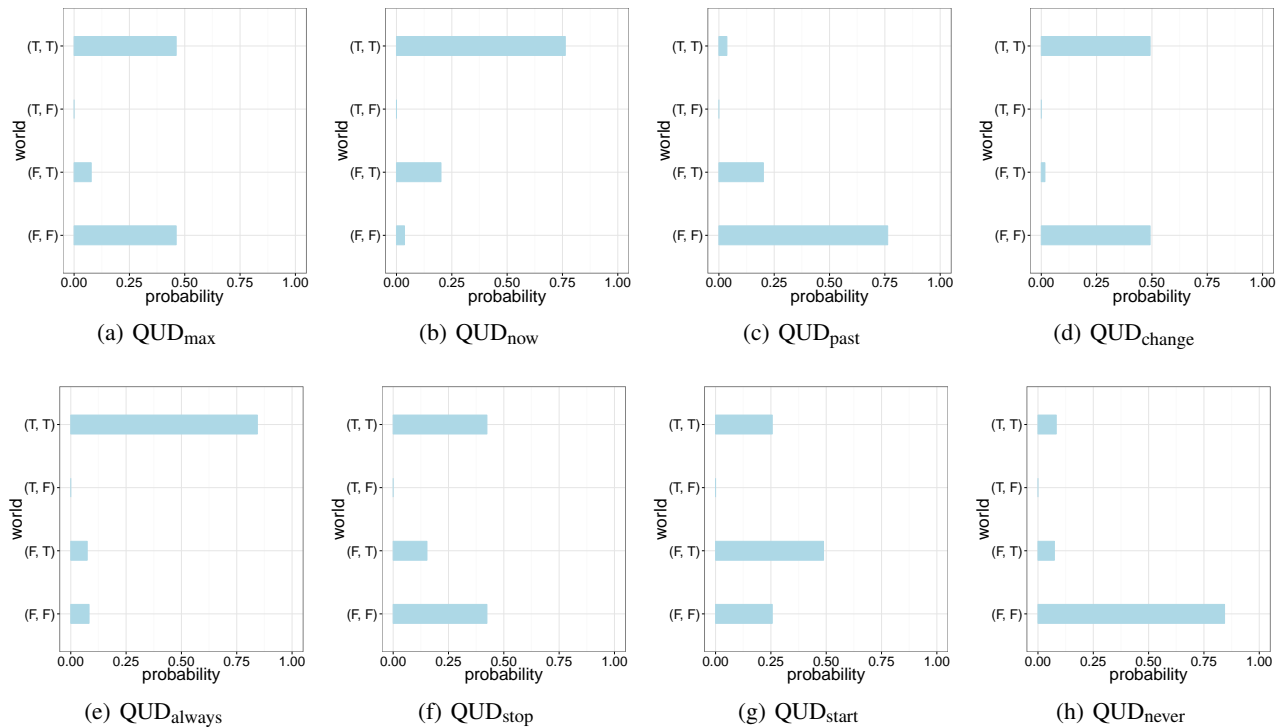 (T, T)
(T, F)
(F, T)
(F, F)
world
0.00 0.25 0.50 0.75 1.00
probability
(a) QUDmax
(T, T)
(T, F)
(F, T)
(F, F)
world
0.00 0.25 0.50 0.75 1.00
probability
(b) QUDnow
(T, T)
(T, F)
(F, T)
(F, F)
world
0.00 0.25 0.50 0.75 1.00
probability
(c) QUDpast
(T, T)
(T, F)
(F, T)
(F, F)
world
0.00 0.25 0.50 0.75 1.00
probability
(d) QUDchange
(T, T)
(T, F)
(F, T)
(F, F)
world
0.00 0.25 0.50 0.75 1.00
probability
(e) QUDalways
(T, T)
(T, F)
(F, T)
(F, F)
world
0.00 0.25 0.50 0.75 1.00
probability
(f) QUDstop
(T, T)
(T, F)
(F, T)
(F, F)
world
0.00 0.25 0.50 0.75 1.00
probability
(g) QUDstart
(T, T)
(T, F)
(F, T)
(F, F)
world
0.00 0.25 0.50 0.75 1.00
probability
(h) QUDnever